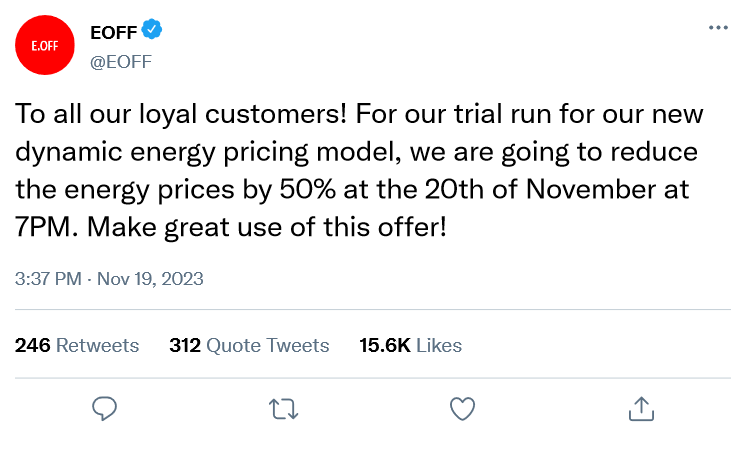 E.OFF
EOFF
@EOFF
To all our loyal customers! For our trial run for our new
dynamic energy pricing model, we are going to reduce
the energy prices by 50% at the 20th of November at
7PM. Make great use of this offer!
3:37 PM · Nov 19, 2023
246 Retweets 312 Quote Tweets 15.6K Likes